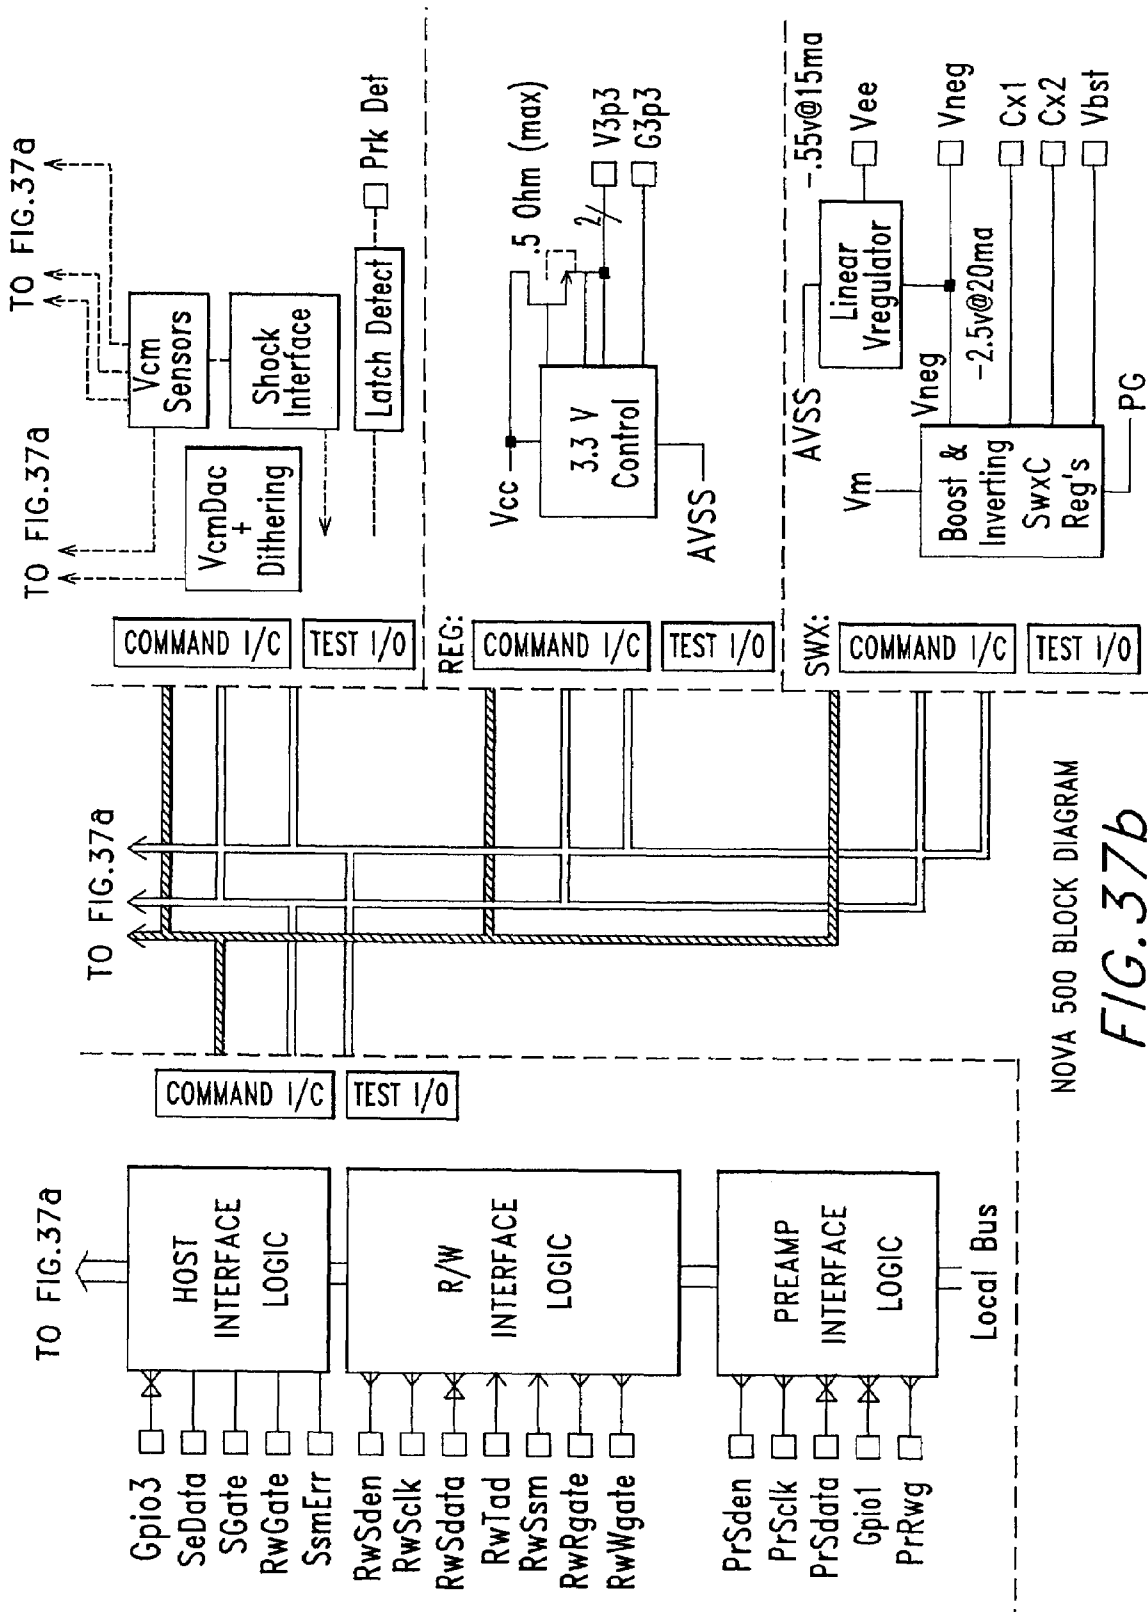 TO FIG.37a
HOST
INTERFACE
LOGIC
R/W
INTERFACE
LOGIC
PREAMP
INTERFACE
LOGIC
Local Bus
Gpio3
SeData
SGate
RwGate
SsmErr
RwSden
RwSclk
RwSdata
RwTad
RwSsm
RwRgate
RwWgate
PrSden
PrSclk
PrSdata
Gpio1
PrRwg
COMMAND I/C
TEST I/O
TO FIG.37a
COMMAND I/C
TEST I/O
TO FIG.37a
TO FIG.37a
VcmDac
+
Dithering
Vcm
Sensors
Shock
Interface
Latch Detect
Prk Det
REG:
COMMAND I/C
TEST I/O
Vcc
3.3 V
Control
AVSS
.5 Ohm (max)
2
V3p3
G3p3
SWX:
COMMAND I/C
TEST I/O
Vm
Boost &
Inverting
SwxC
Reg's
PG
AVSS
Linear
Vregulator
Vneg
-2.5v@20ma
-.55v@15ma
Vee
Vneg
Cx1
Cx2
Vbst
NOVA 500 BLOCK DIAGRAM
FIG.37b